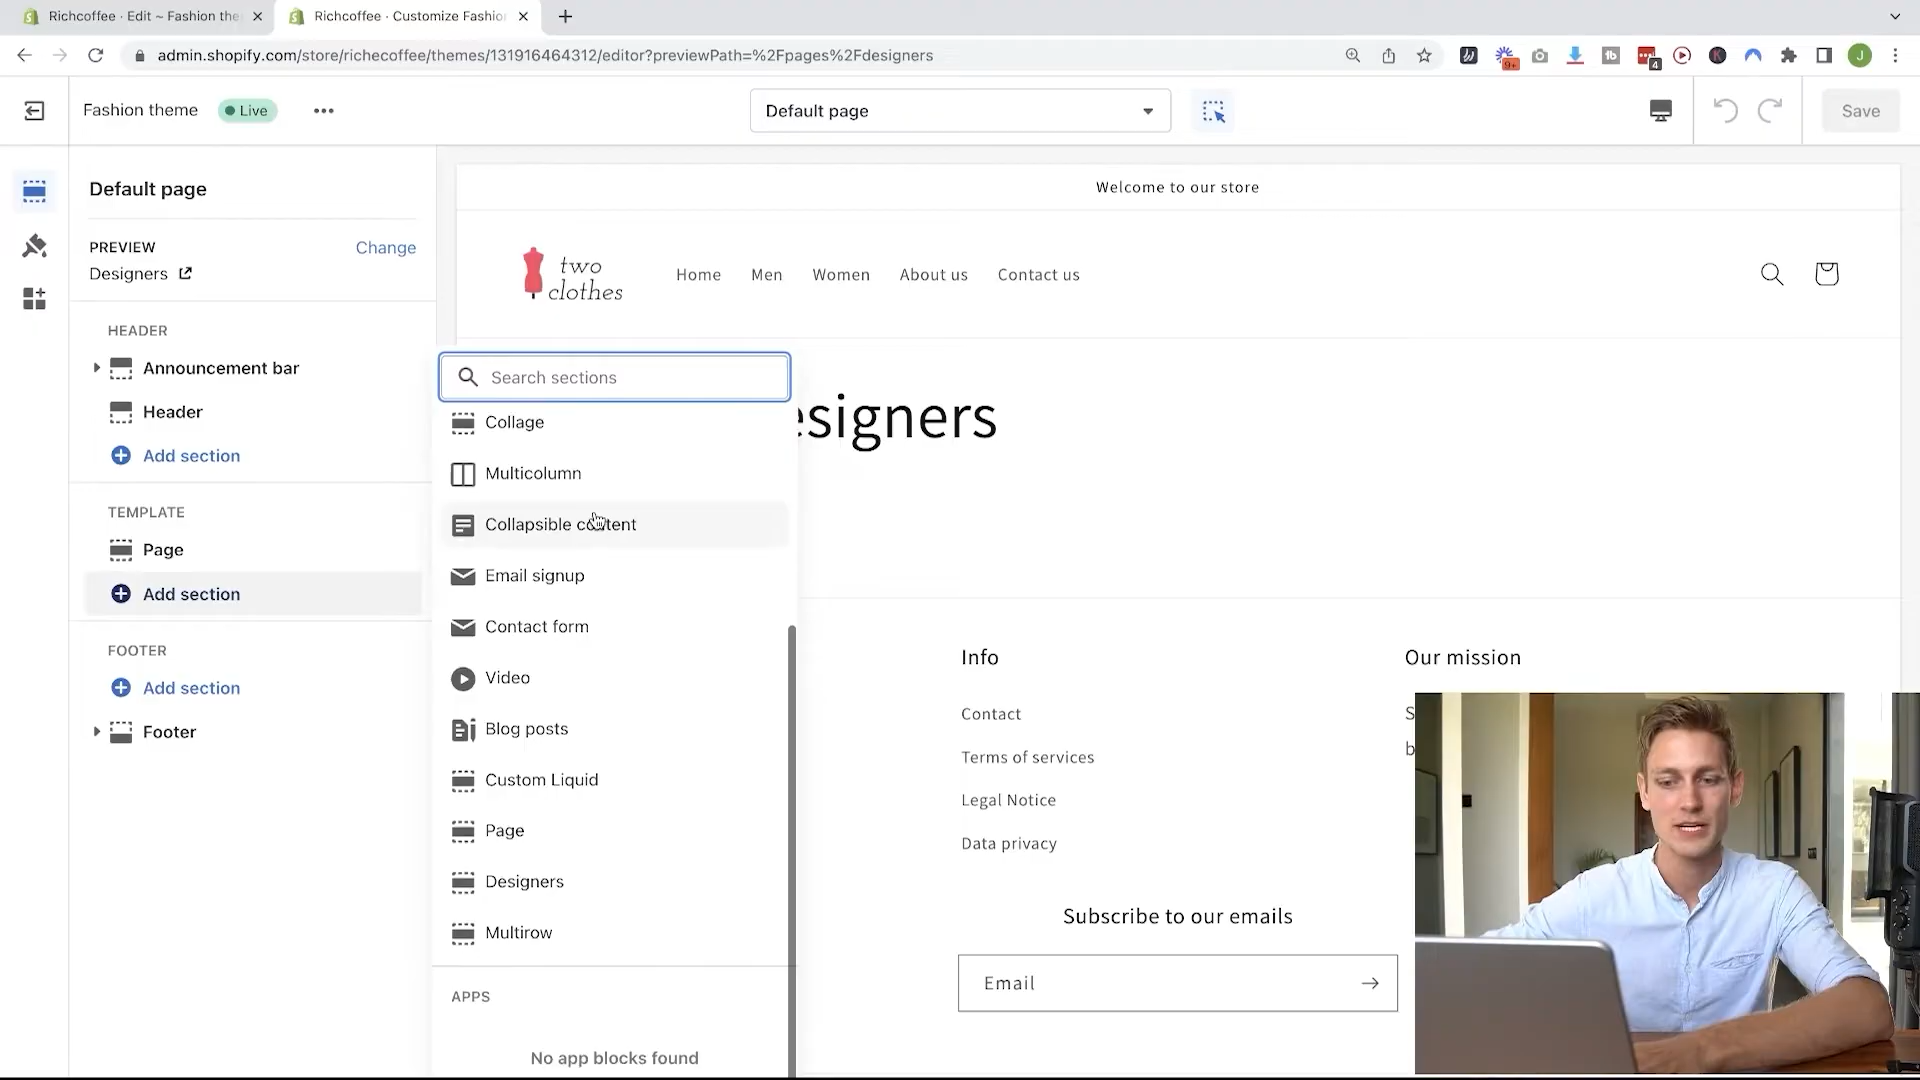 Richcoffee · Edit ~ Fashion the
Richcoffee · Customize Fashion
admin.shopify.com/store/richecoffee/themes/131916464312/editor?previewPath=%2Fpages%2Fdesigners
9+
tb
4
K
J
Fashion theme
Live
Default page
Save
Default page
PREVIEW
Change
Designers
HEADER
Announcement bar
Header
Add section
TEMPLATE
Page
Add section
FOOTER
Add section
Footer
Search sections
Collage
Multicolumn
Collapsible content
Email signup
Contact form
Video
Blog posts
Custom Liquid
Page
Designers
Multirow
APPS
No app blocks found
Welcome to our store
two
clothes
Home
Men
Women
About us
Contact us
esigners
Info
Contact
Terms of services
Legal Notice
Data privacy
Our mission
S
b
Subscribe to our emails
Email